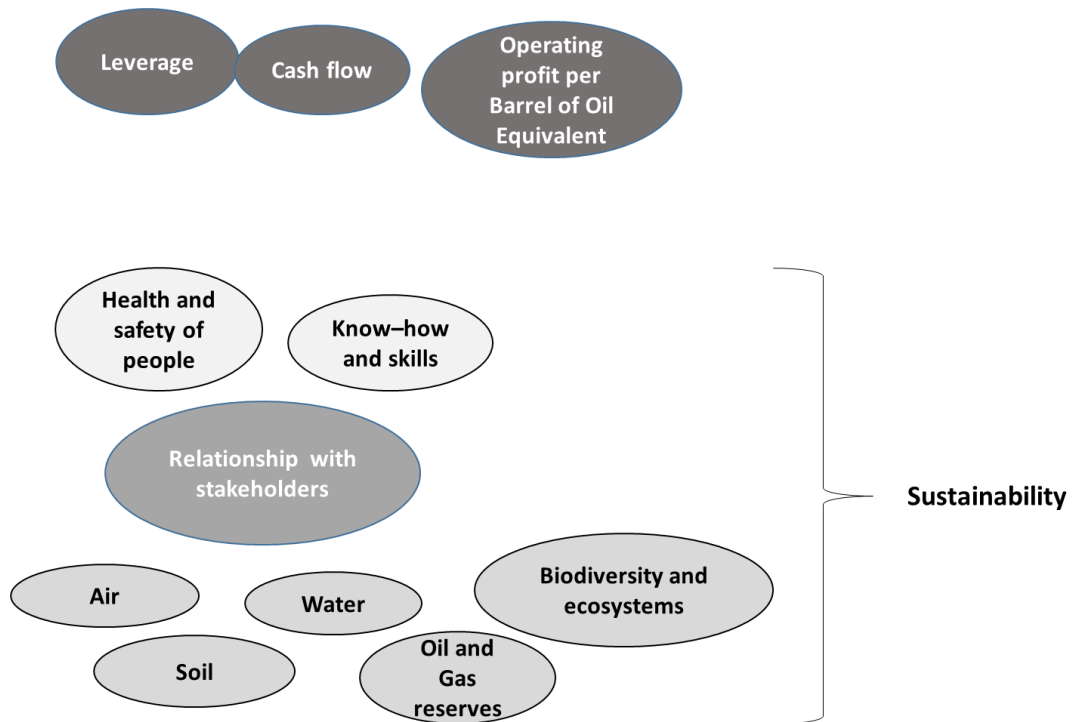 Leverage
Cash flow
Operating
profit per
Barrel of Oil
Equivalent
Health and
safety of
people
Know–how
and skills
Relationship with
stakeholders
Sustainability
Air
Water
Biodiversity and
ecosystems
Soil
Oil and
Gas
reserves